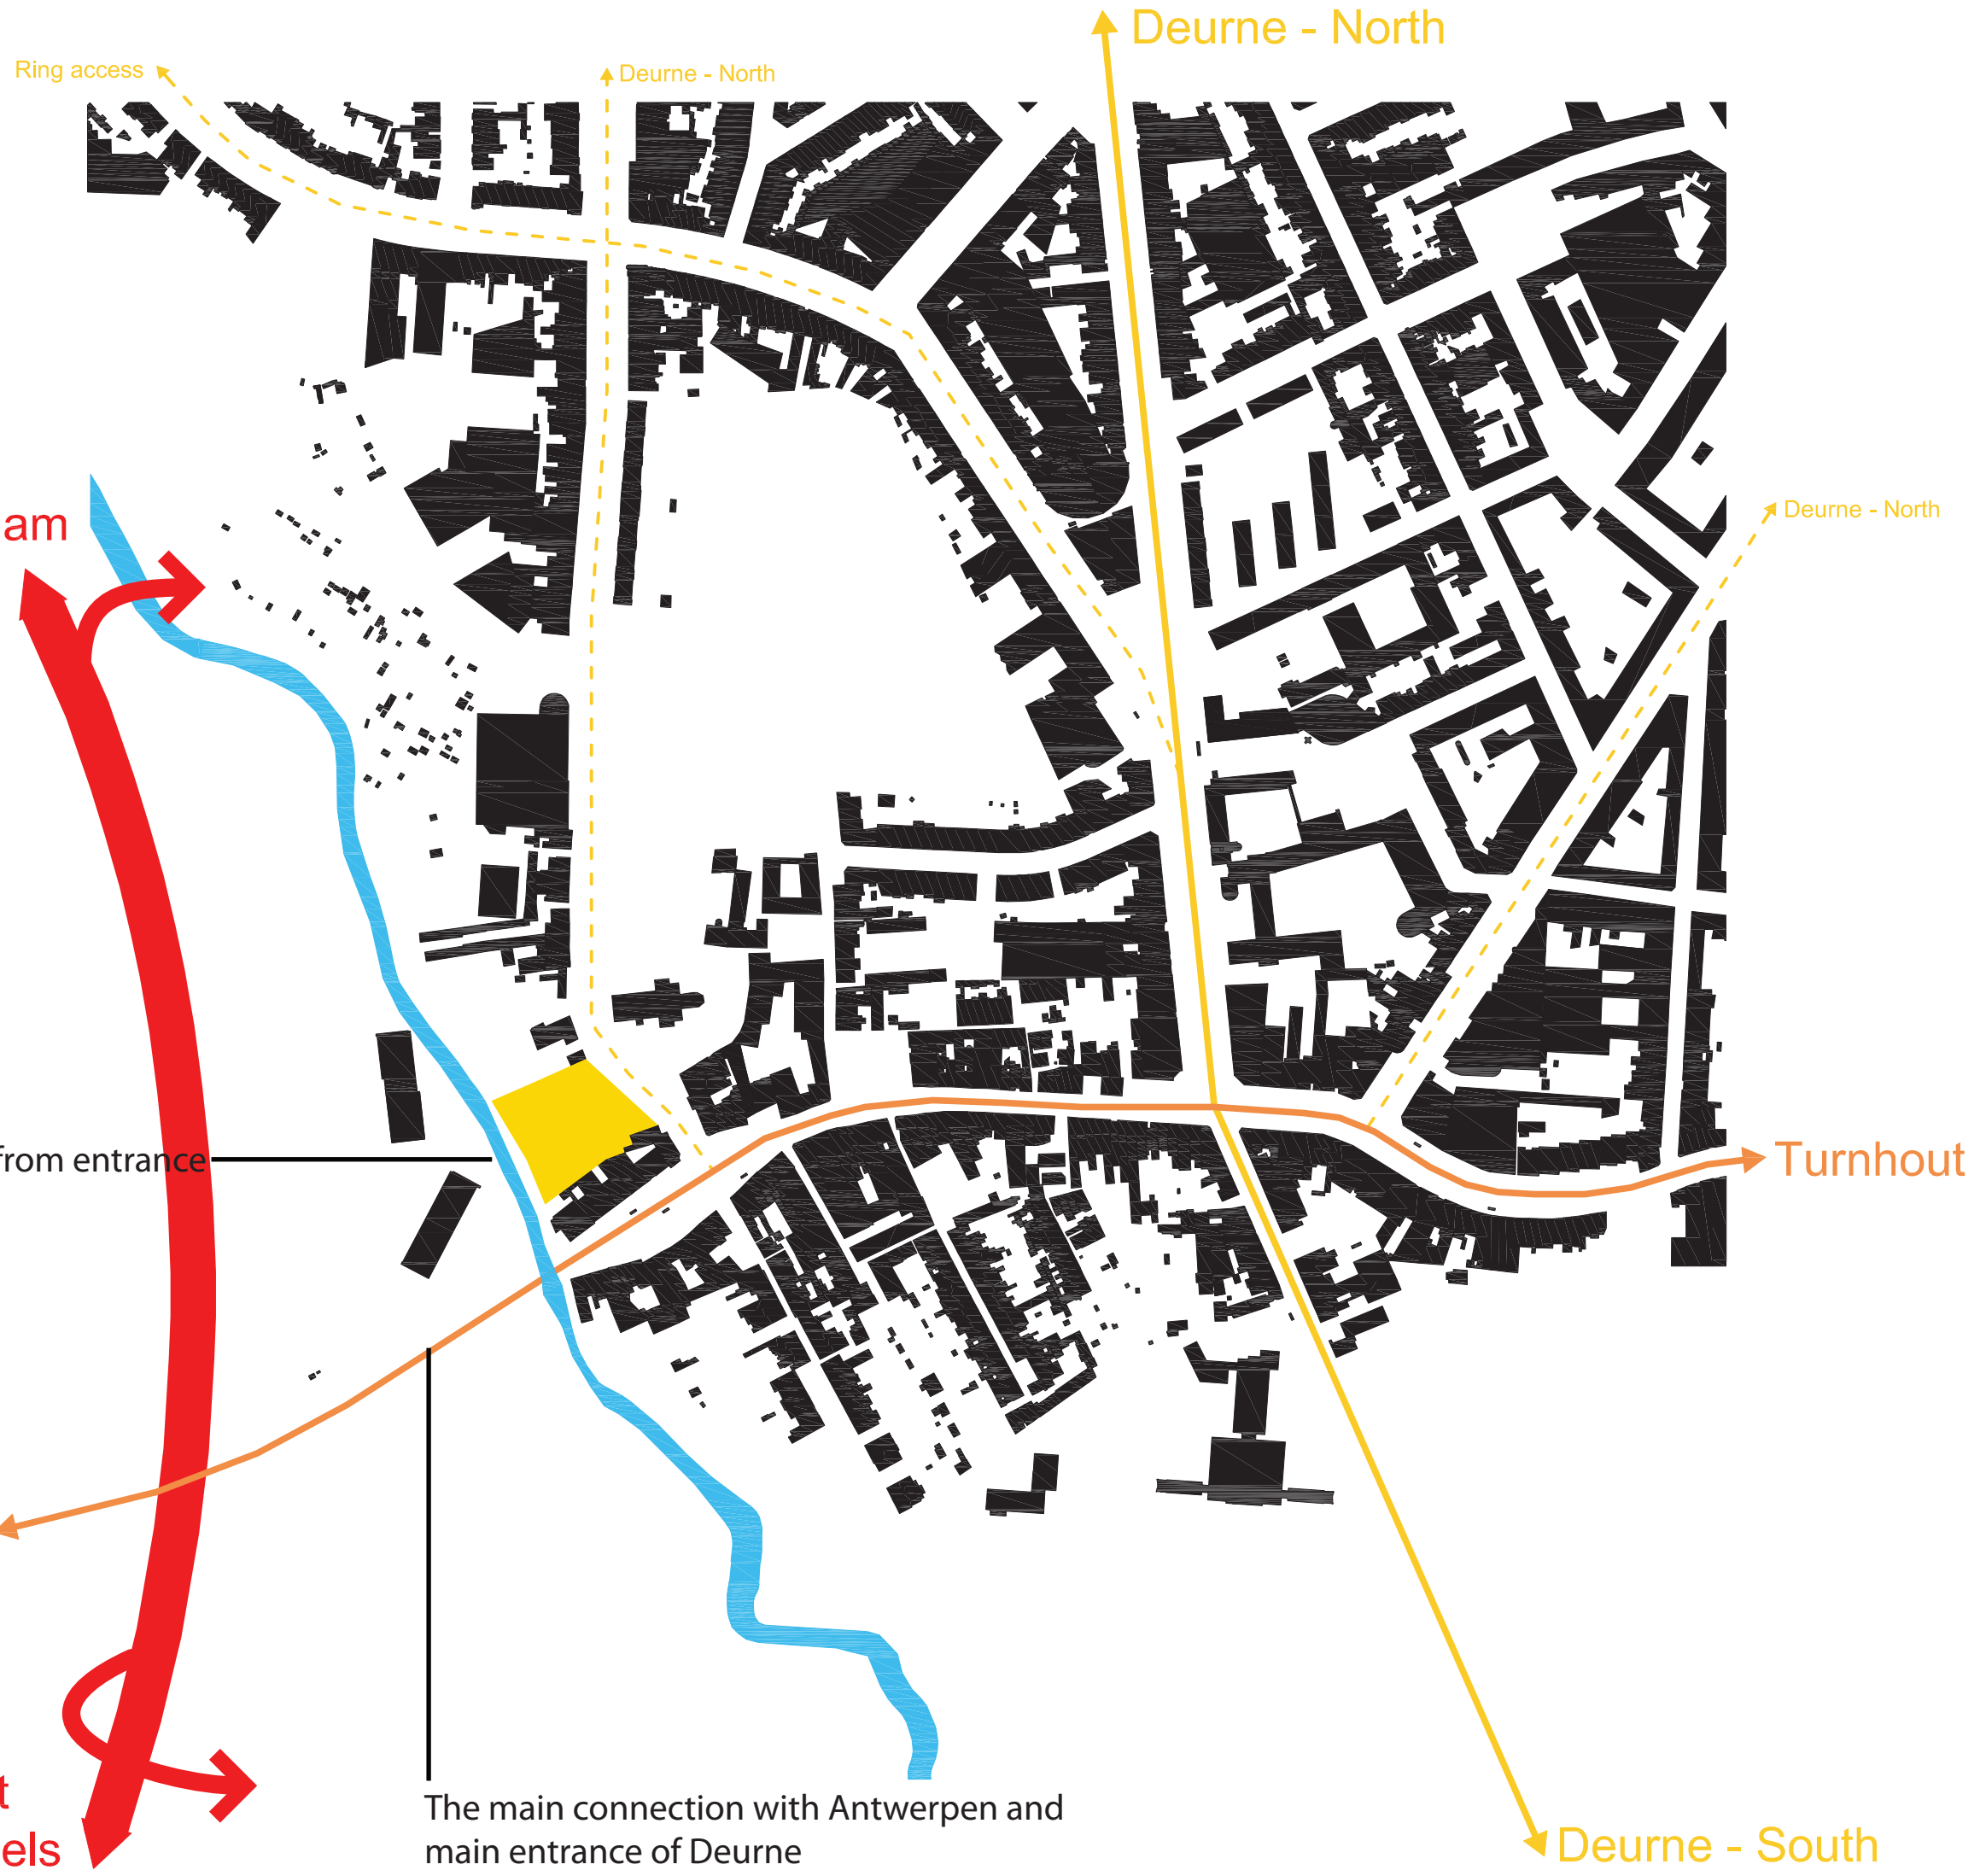 Deurne - North
Ring access
Deurne - North
am
Deurne - North
from entrance
Turnhout
t
els
The main connection with Antwerpen and
main entrance of Deurne
Deurne - South